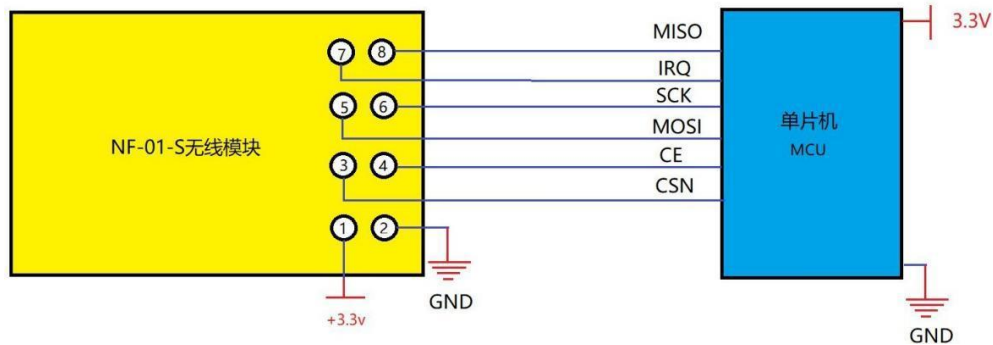 MISO
3.3V
7 8
IRQ
SCK
5 6
单片机
MOSI
NF-01-S无线模块
MCU
CE
3 4
CSN
1 2
GND
+3.3v
GND